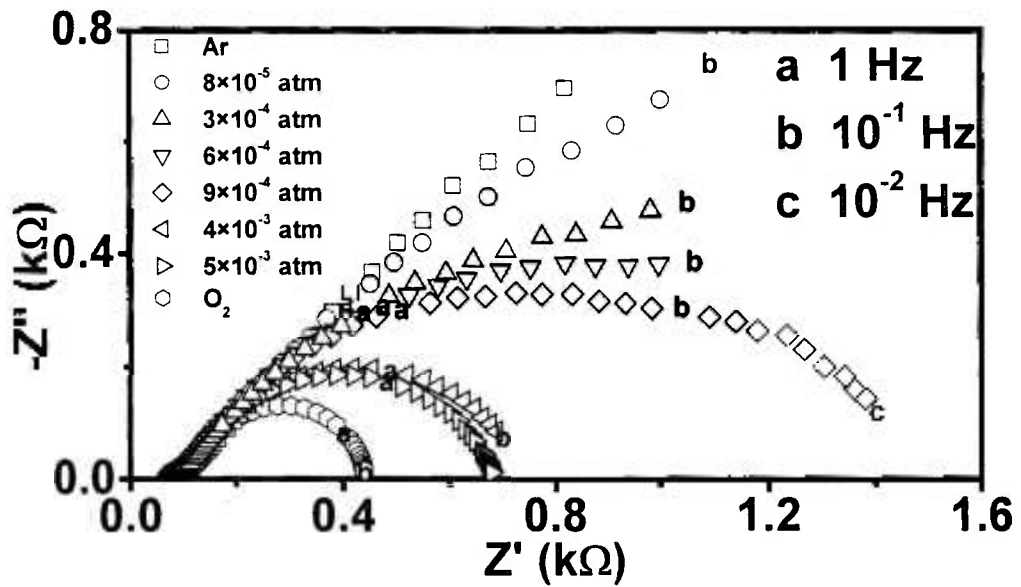 0.8
Ar
8×10⁻⁵ atm
3×10⁻⁴ atm
6×10⁻⁴ atm
9×10⁻⁴ atm
4×10⁻³ atm
5×10⁻³ atm
O₂
b
a 1 Hz
b 10⁻¹ Hz
c 10⁻² Hz
-Z'' (kΩ)
0.4
b
b
b
a
a
a
a
a
b
c
0.0
0.0
0.4
0.8
1.2
1.6
Z' (kΩ)